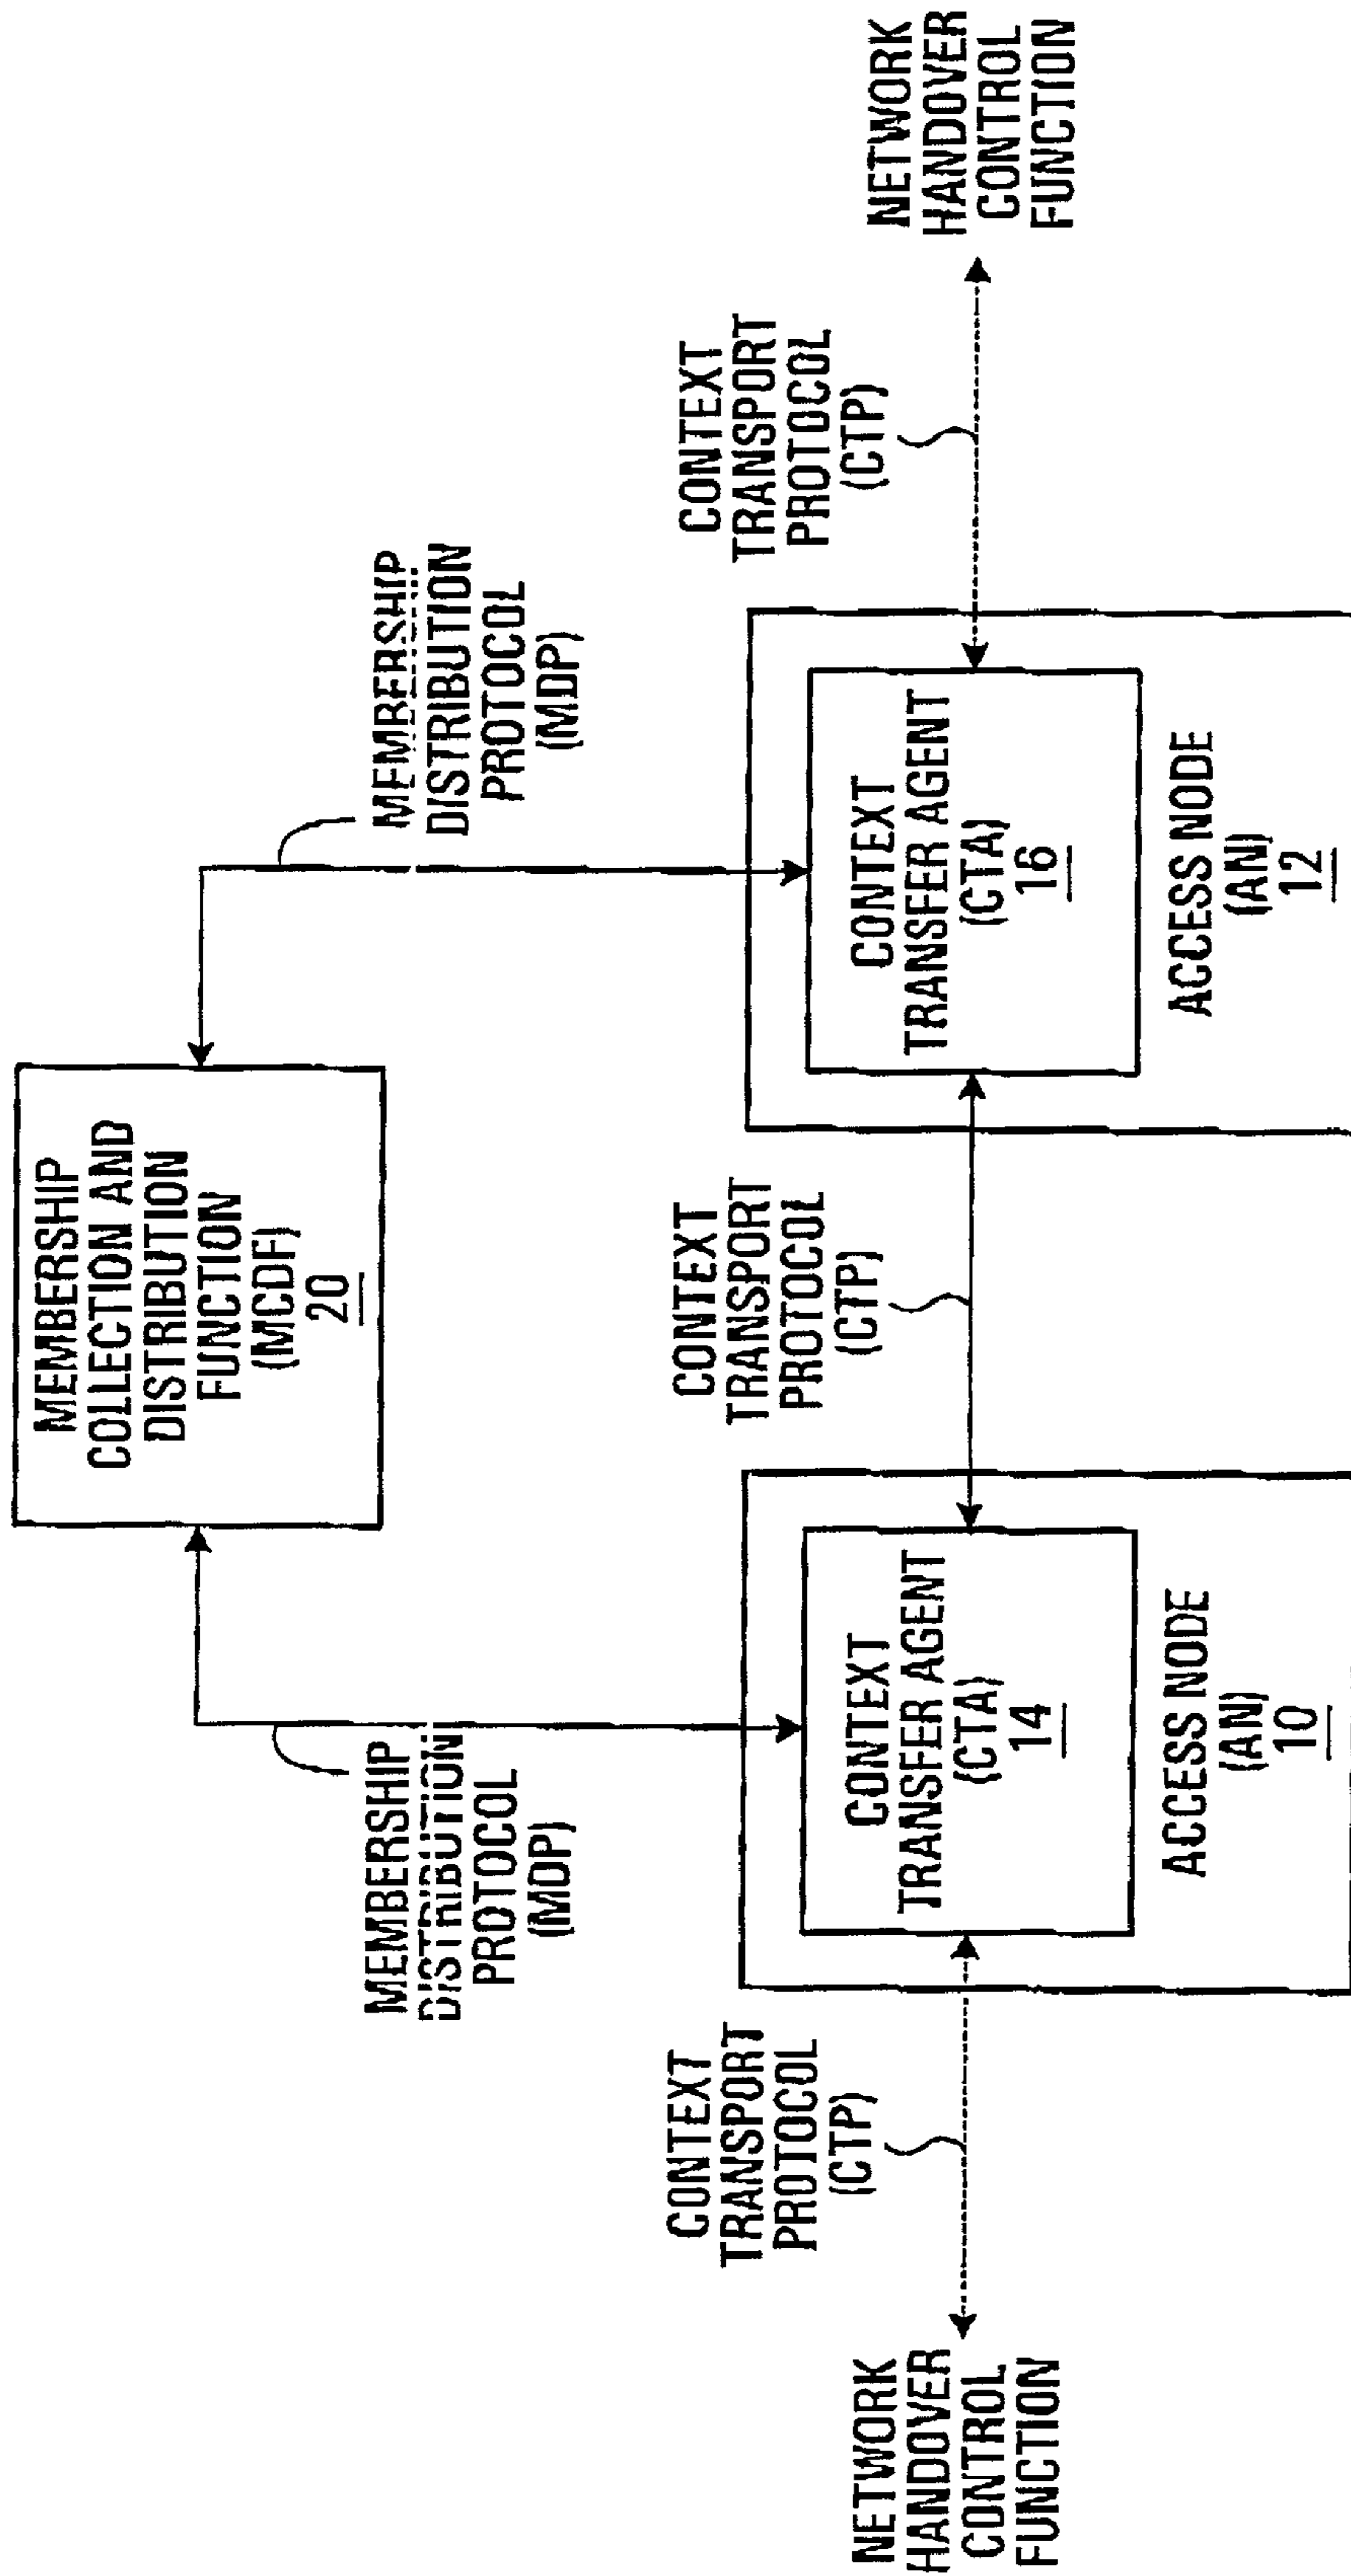 MEMBERSHIP
COLLECTION AND
DISTRIBUTION
FUNCTION
(MCDF)
20
MEMBERSHIP
DISTRIBUTION
PROTOCOL
(MDP)
MEMBERSHIP
DISTRIBUTION
PROTOCOL
(MDP)
CONTEXT
TRANSPORT
PROTOCOL
(CTP)
CONTEXT
TRANSPORT
PROTOCOL
(CTP)
CONTEXT
TRANSPORT
PROTOCOL
(CTP)
NETWORK
HANDOVER
CONTROL
FUNCTION
CONTEXT
TRANSFER AGENT
(CTA)
14
ACCESS NODE
(AN)
10
CONTEXT
TRANSFER AGENT
(CTA)
16
ACCESS NODE
(AN)
12
NETWORK
HANDOVER
CONTROL
FUNCTION